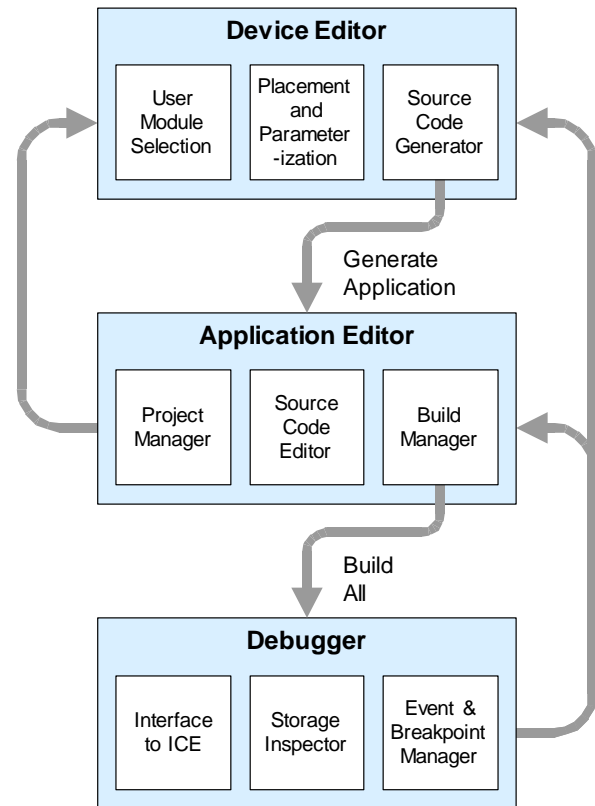 Device Editor
User
Module
Selection
Placement
and
Parameter
-ization
Source
Code
Generator
Generate
Application
Application Editor
Project
Manager
Source
Code
Editor
Build
Manager
Build
All
Debugger
Interface
to ICE
Storage
Inspector
Event &
Breakpoint
Manager